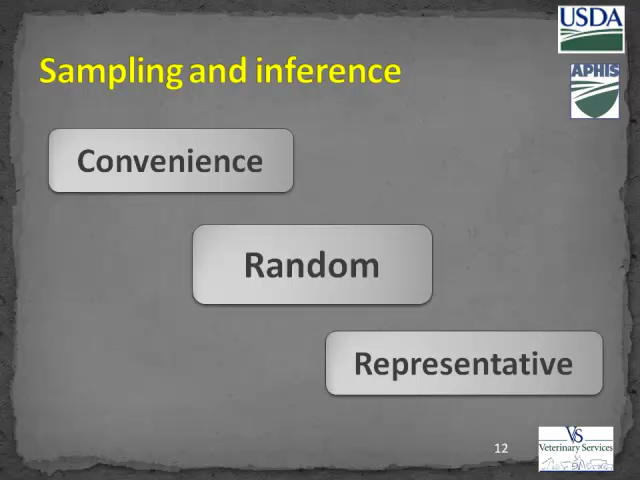 USDA
Sampling and inference
APHIS
Convenience
Random
Representative
12
VS
Veterinary Services